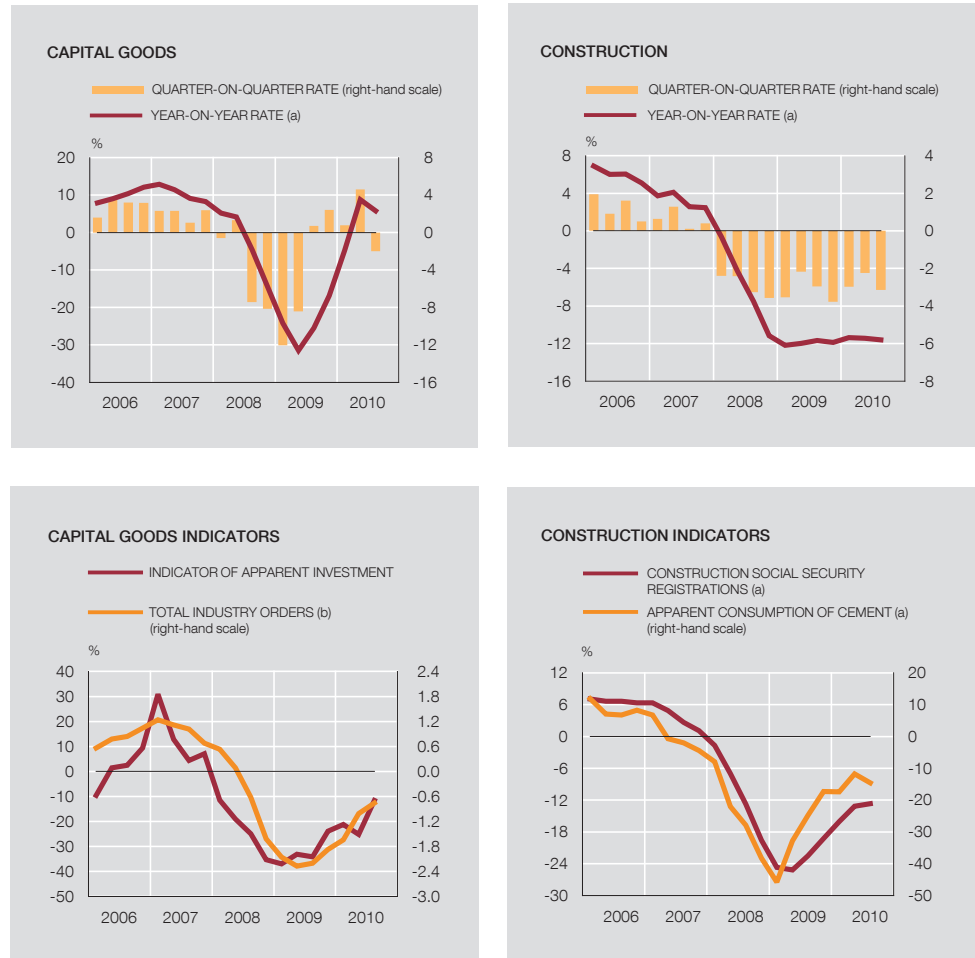 CAPITAL GOODS
QUARTER-ON-QUARTER RATE (right-hand scale)
YEAR-ON-YEAR RATE (a)
%
20 8
10 4
0 0
-10 -4
-20 -8
-30 -12
-40 -16
2006 2007 2008 2009 2010
CONSTRUCTION
QUARTER-ON-QUARTER RATE (right-hand scale)
YEAR-ON-YEAR RATE (a)
%
8 4
4 2
0 0
-4 -2
-8 -4
-12 -6
-16 -8
2006 2007 2008 2009 2010
CAPITAL GOODS INDICATORS
INDICATOR OF APPARENT INVESTMENT
TOTAL INDUSTRY ORDERS (b)
(right-hand scale)
%
40 2.4
30 1.8
20 1.2
10 0.6
0 0.0
-10 -0.6
-20 -1.2
-30 -1.8
-40 -2.4
-50 -3.0
2006 2007 2008 2009 2010
CONSTRUCTION INDICATORS
CONSTRUCTION SOCIAL SECURITY
REGISTRATIONS (a)
APPARENT CONSUMPTION OF CEMENT (a)
(right-hand scale)
%
12 20
6 10
0 0
-6 -10
-12 -20
-18 -30
-24 -40
-30 -50
2006 2007 2008 2009 2010